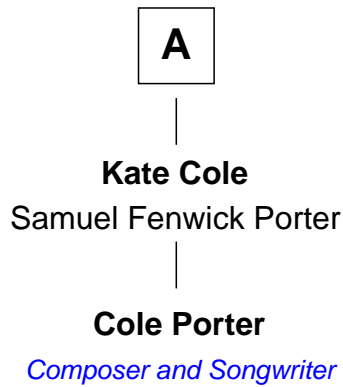 A
Kate Cole
Samuel Fenwick Porter
Cole Porter
Composer and Songwriter